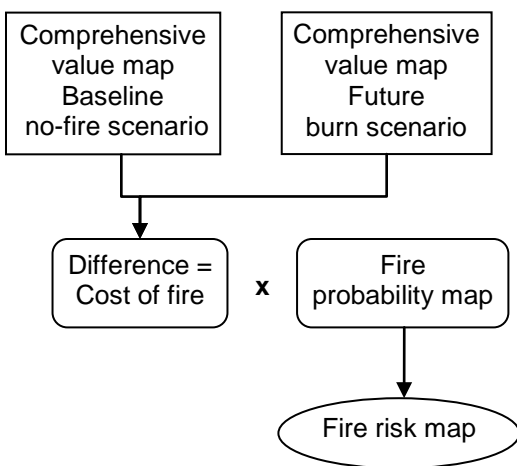 Comprehensive
value map
Baseline
no-fire scenario
Comprehensive
value map
Future
burn scenario
Difference =
Cost of fire
x
Fire
probability map
Fire risk map